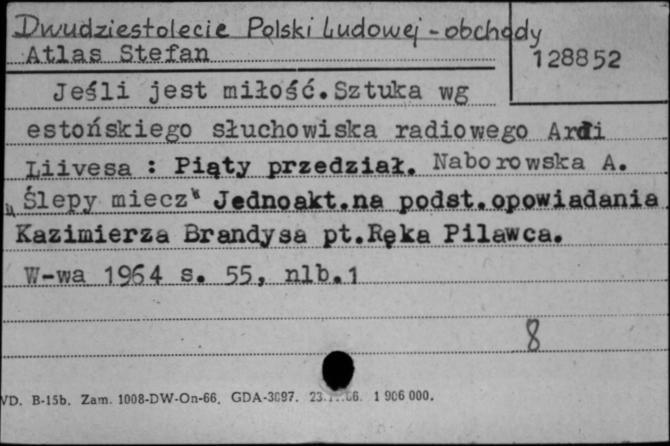 Dwudziestolecie Polski Ludowej - obchody
Atlas Stefan
128852
Jeśli jest miłość.Sztuka wg
estońskiego słuchowiska radiowego Ardi
Liivesa : Piąty przedział. Naborowska A.
"Ślepy miecz" Jednoakt.na podst.opowiadania
Kazimierza Brandysa pt.Ręka Pilawca.
W-wa 1964 s. 55, nlb.1
8
VD. B-15b. Zam. 1008-DW-On-66. GDA-3097. 1 906 000.